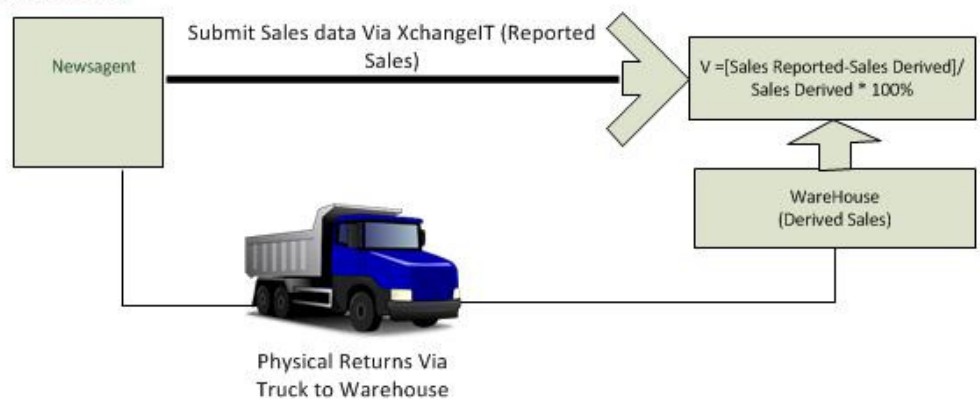 Newsagent
Submit Sales data Via XchangeIT (Reported
Sales)
V =[Sales Reported-Sales Derived]/
Sales Derived * 100%
WareHouse
(Derived Sales)
Physical Returns Via
Truck to Warehouse